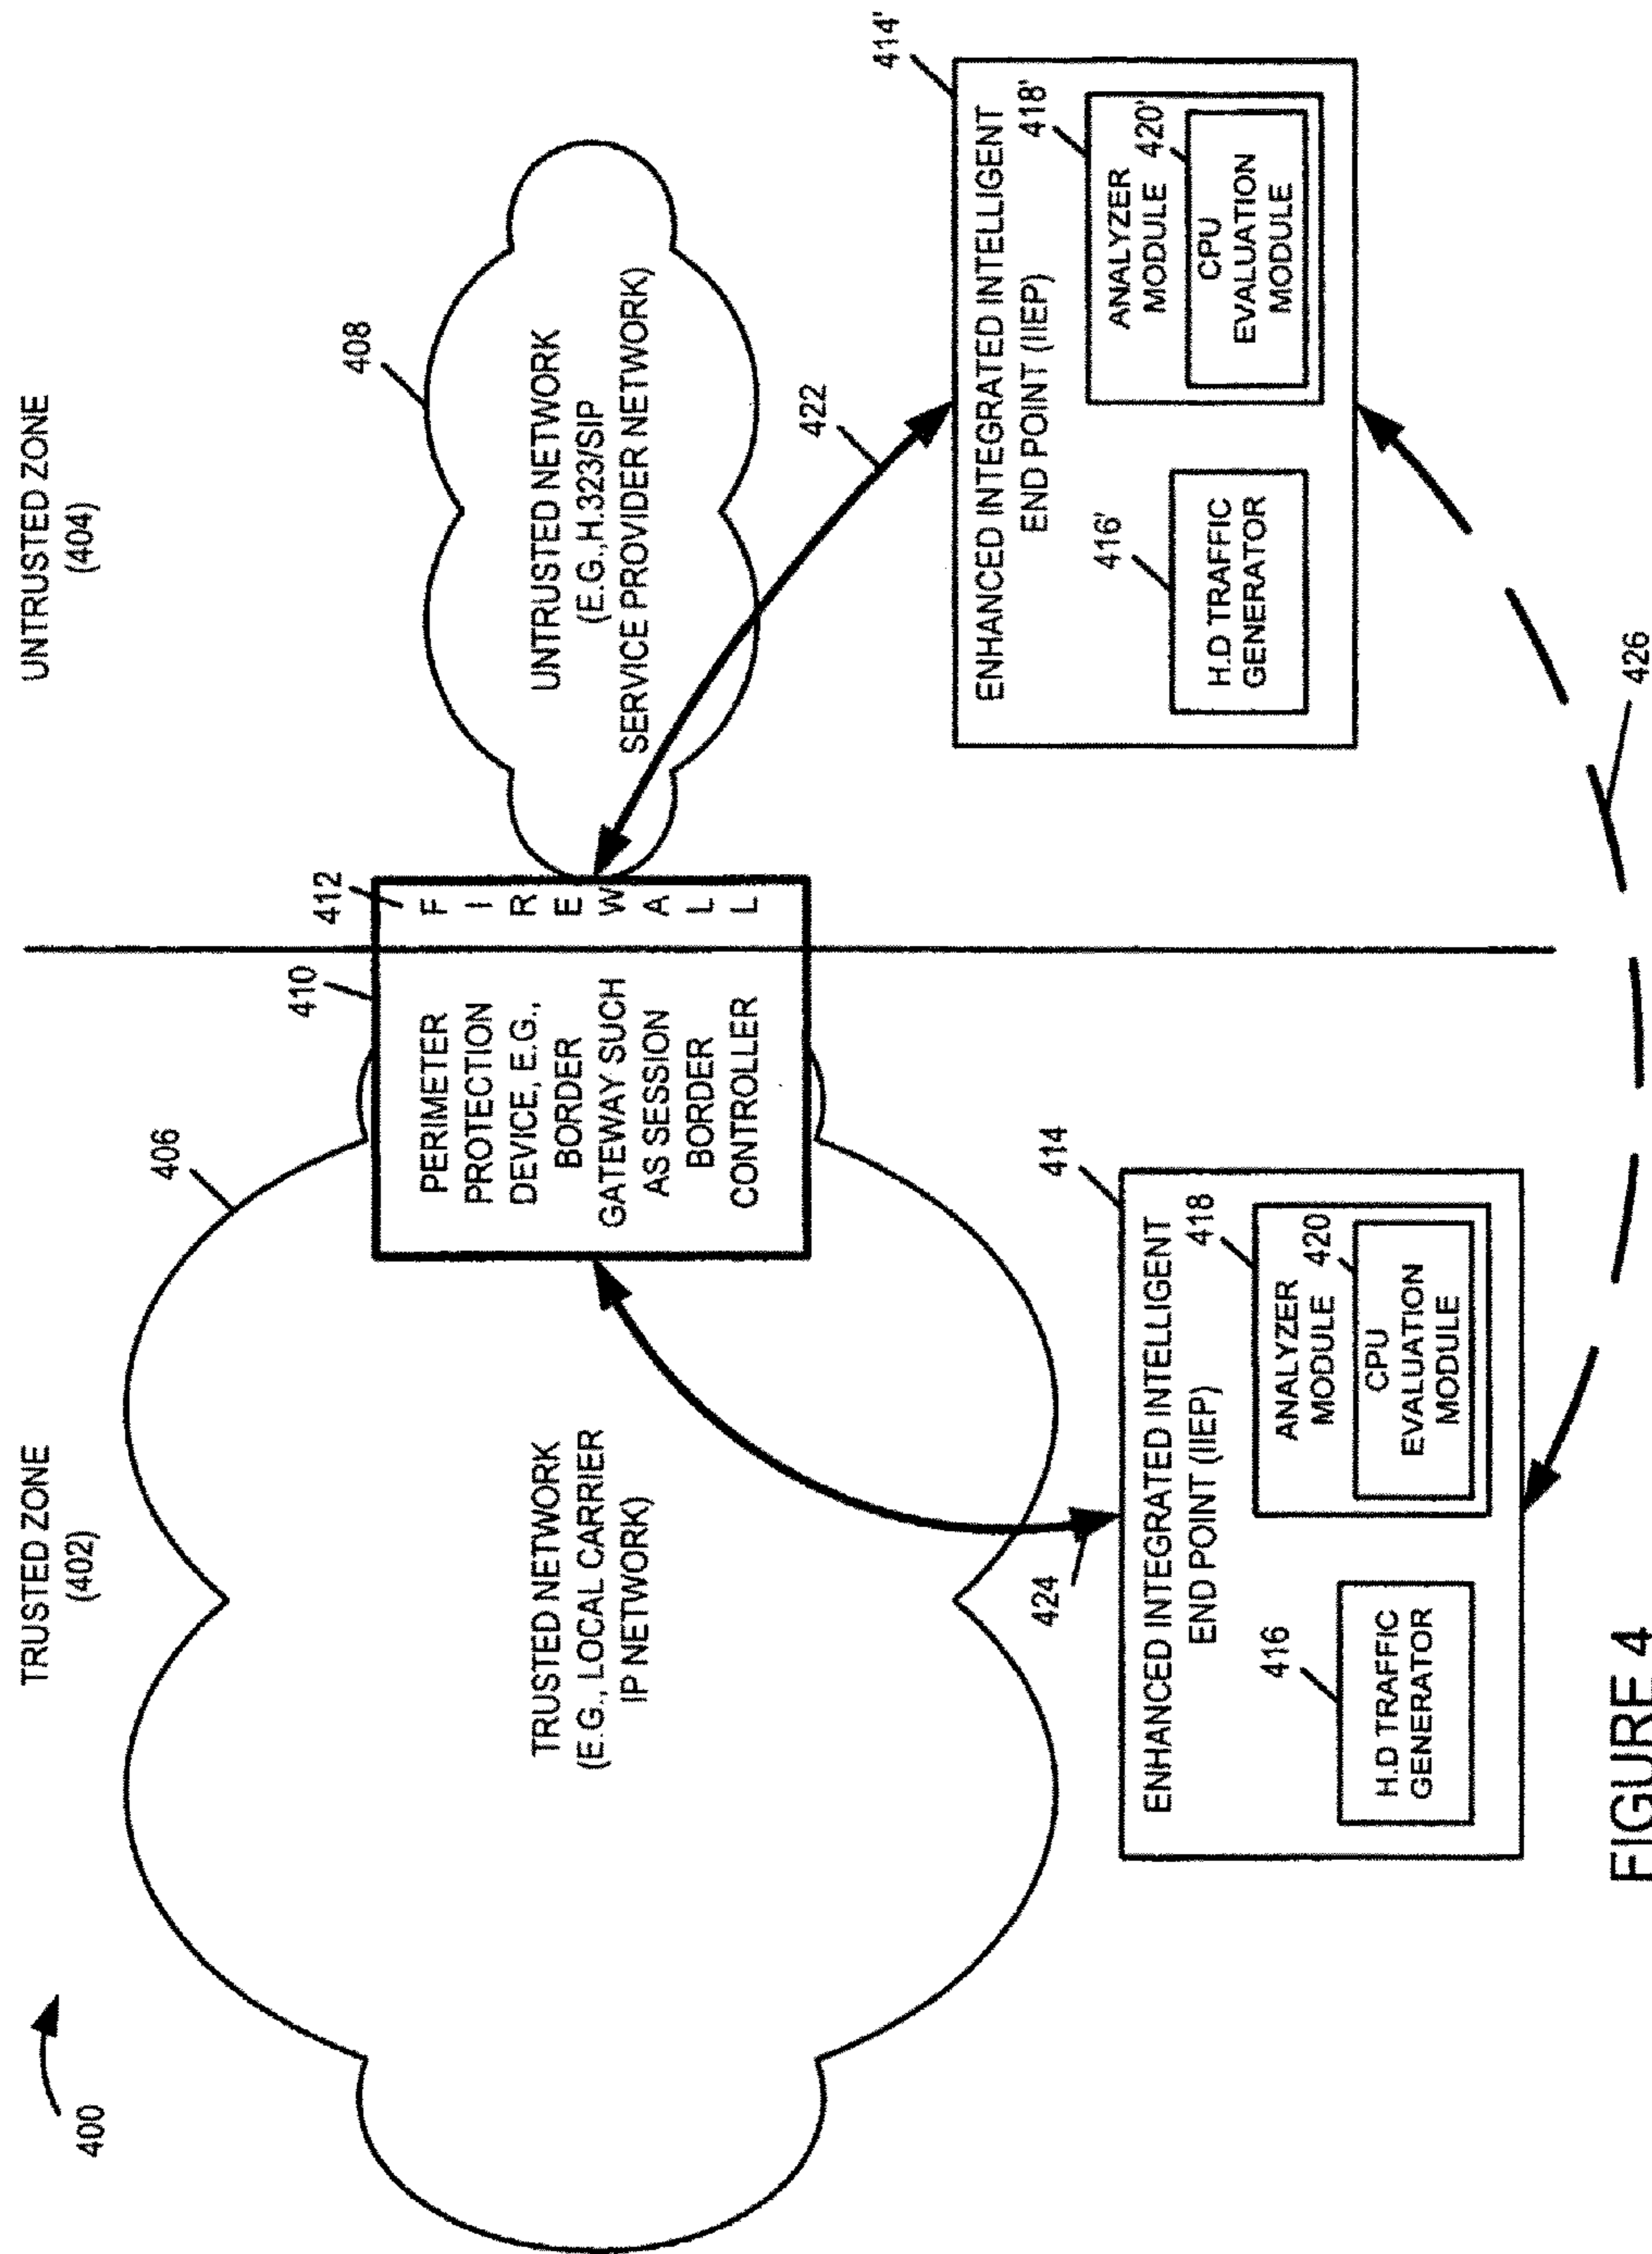 400
TRUSTED ZONE
(402)
UNTRUSTED ZONE
(404)
406
TRUSTED NETWORK
(E.G., LOCAL CARRIER
IP NETWORK)
410
PERIMETER
PROTECTION
DEVICE, E.G.,
BORDER
GATEWAY SUCH
AS SESSION
BORDER
CONTROLLER
412
F
I
R
E
W
A
L
L
408
UNTRUSTED NETWORK
(E.G.,H.323/SIP
SERVICE PROVIDER NETWORK)
422
424
414
ENHANCED INTEGRATED INTELLIGENT
END POINT (IIEP)
416
H.D TRAFFIC
GENERATOR
418
ANALYZER
MODULE
420
CPU
EVALUATION
MODULE
414'
ENHANCED INTEGRATED INTELLIGENT
END POINT (IIEP)
416'
H.D TRAFFIC
GENERATOR
418'
ANALYZER
MODULE
420'
CPU
EVALUATION
MODULE
426
FIGURE 4